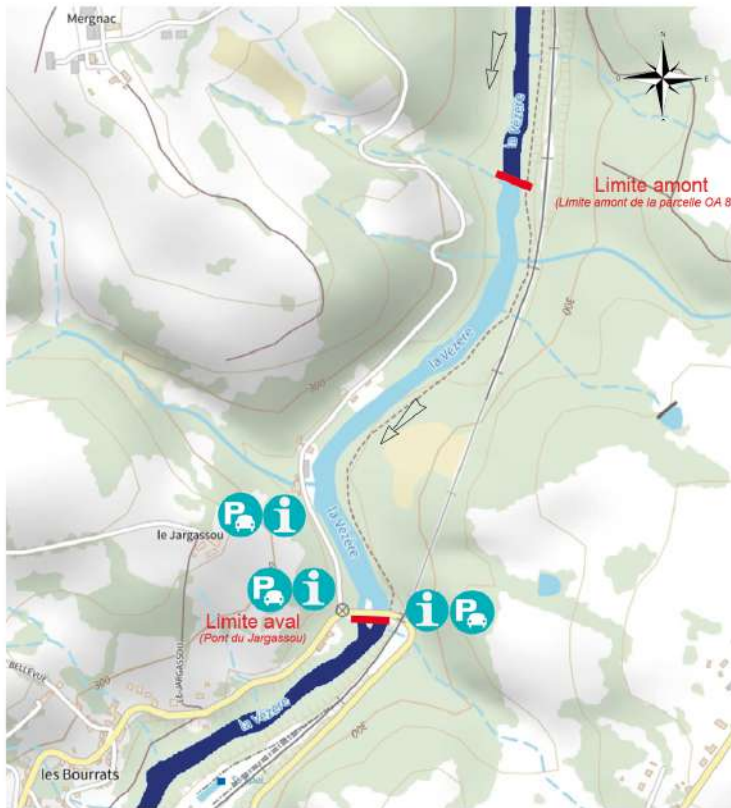 Mergnac
N
O
E
la Vézère
Limite amont
(Limite amont de la parcelle OA 8
300
la Vézère
300
la Vézère
P i
le Jargassou
P i
i P
Limite aval
(Pont du Jargassou)
BELLEVUE
300
LE JARGASSOU
la Vézère
300
les Bourrats